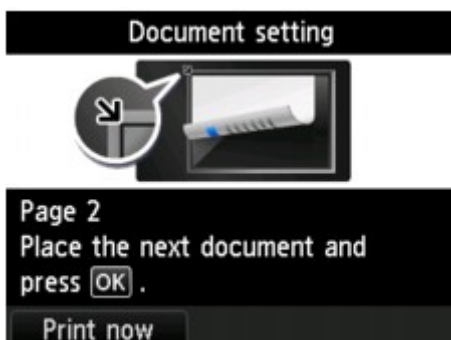 Document setting
Page 2
Place the next document and
press OK .
Print now